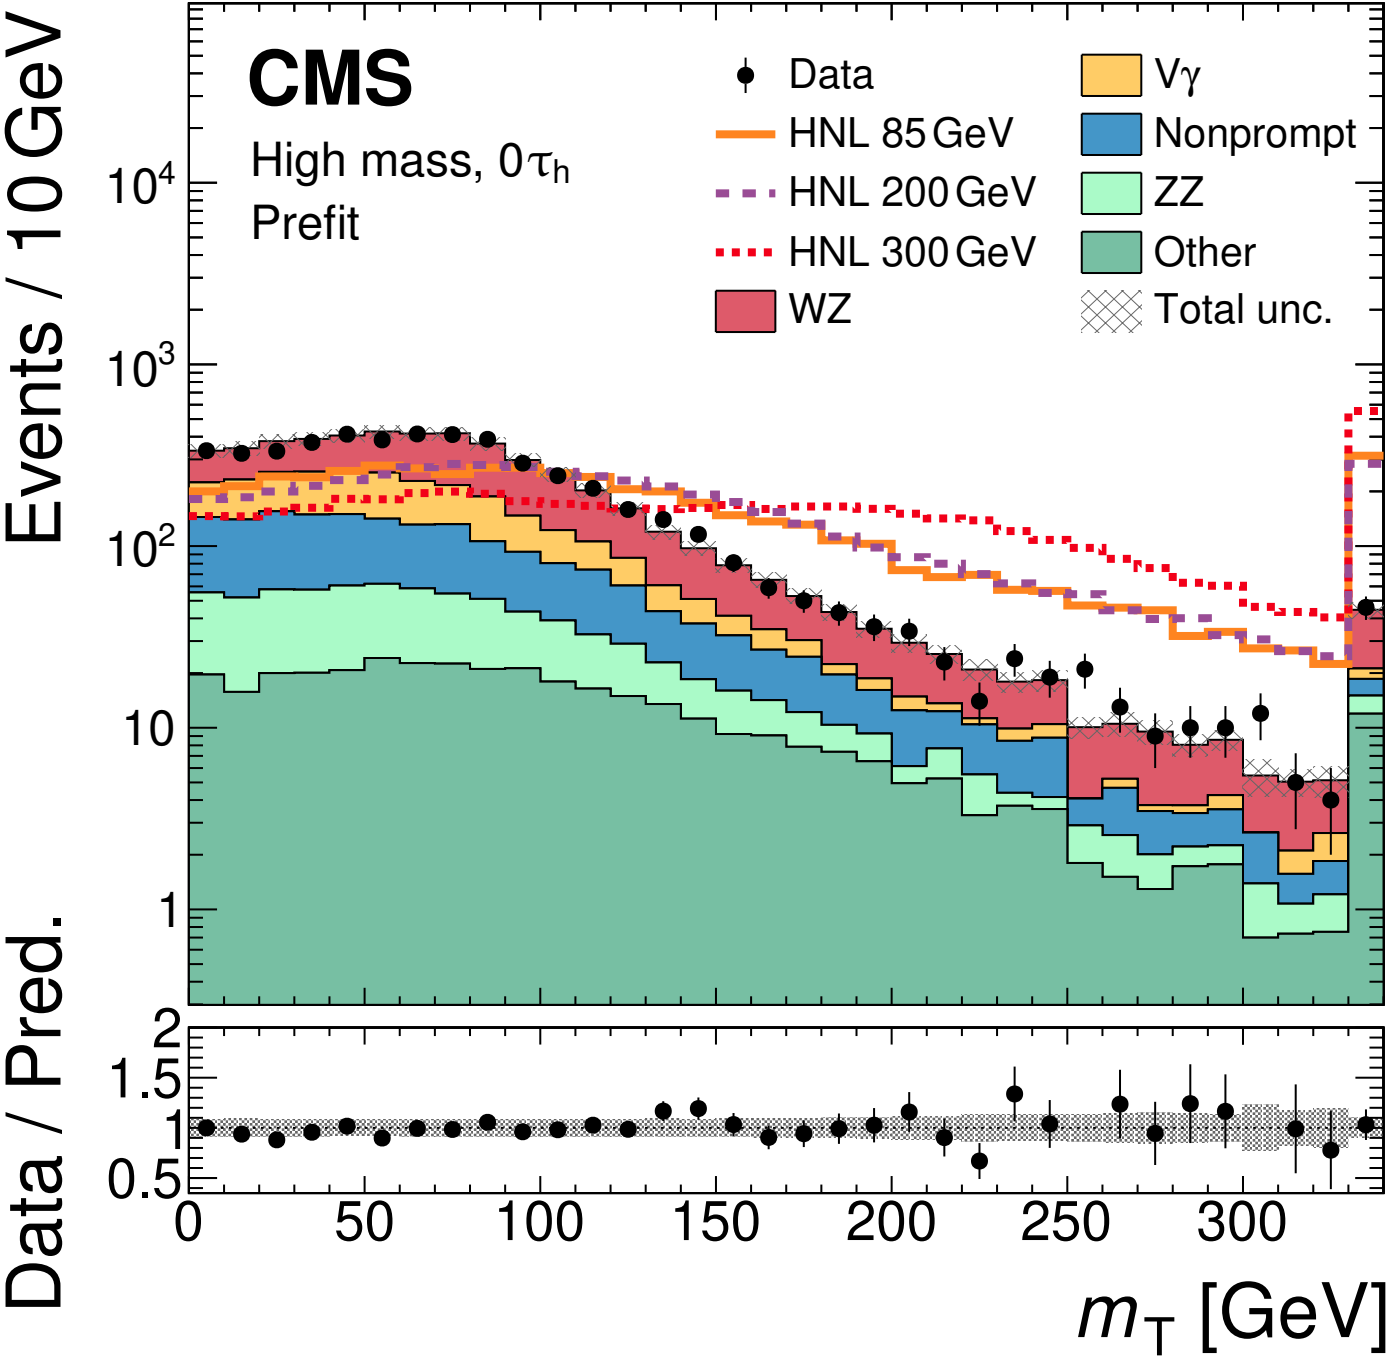 Events / 10 GeV
CMS
High mass, 0τh
Prefit
Data
HNL 85 GeV
HNL 200 GeV
HNL 300 GeV
WZ
Vγ
Nonprompt
ZZ
Other
Total unc.
10⁴
10³
10²
10
1
Data / Pred.
2
1.5
1
0.5
0 50 100 150 200 250 300
mT [GeV]